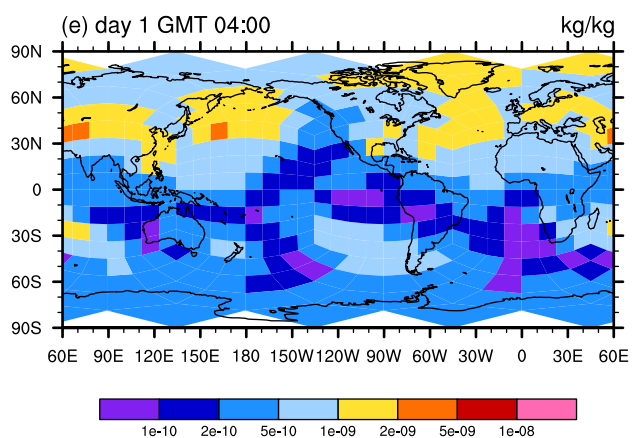 (e) day 1 GMT 04:00 kg/kg
90N
60N
30N
0
30S
60S
90S
60E 90E 120E 150E 180 150W 120W 90W 60W 30W 0 30E 60E
1e-10 2e-10 5e-10 1e-09 2e-09 5e-09 1e-08